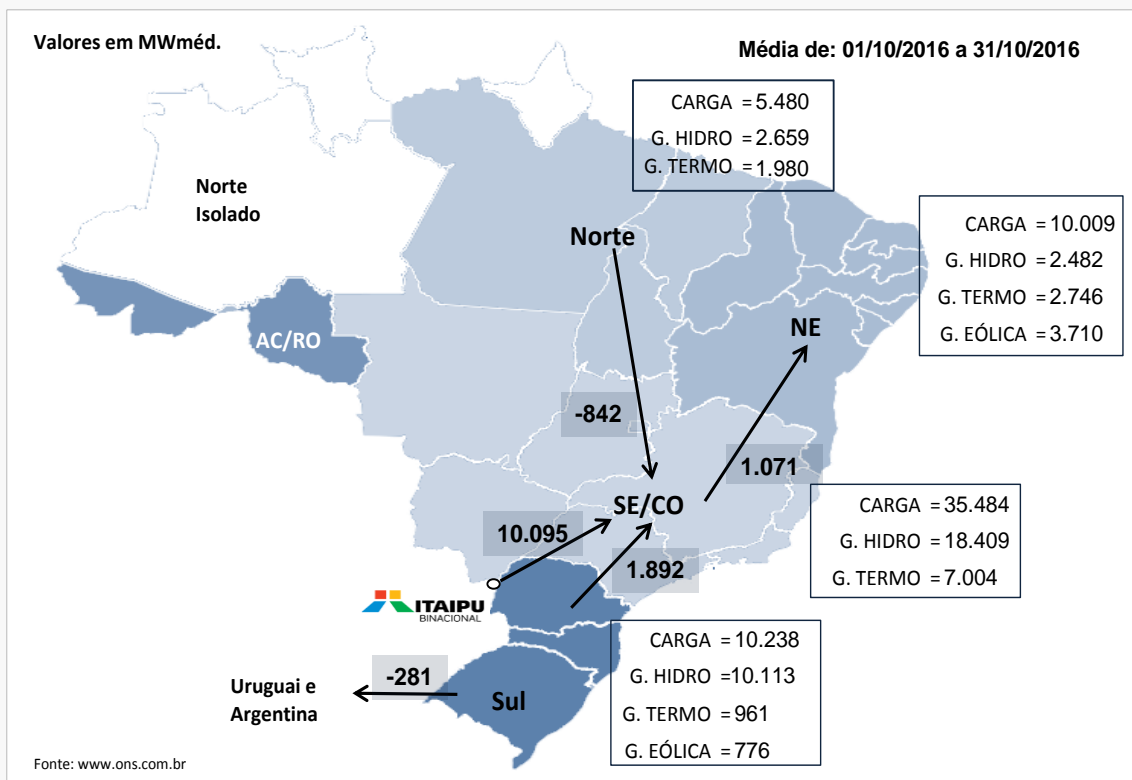 Valores em MWméd.
Média de: 01/10/2016 a 31/10/2016
CARGA = 5.480
G. HIDRO = 2.659
G. TERMO = 1.980
Norte
Isolado
Norte
CARGA = 10.009
G. HIDRO = 2.482
G. TERMO = 2.746
G. EÓLICA = 3.710
NE
AC/RO
-842
1.071
SE/CO
CARGA = 35.484
G. HIDRO = 18.409
G. TERMO = 7.004
10.095
1.892
ITAIPU
BINACIONAL
CARGA = 10.238
G. HIDRO =10.113
G. TERMO = 961
G. EÓLICA = 776
-281
Uruguai e
Argentina
Sul
Fonte: www.ons.com.br